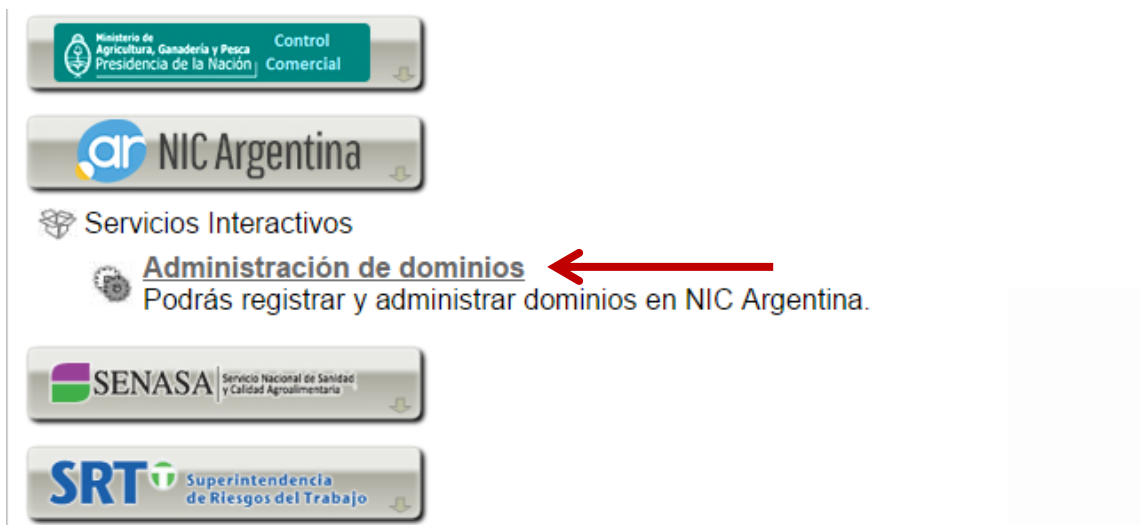 Ministerio de
Agricultura, Ganadería y Pesca
Presidencia de la Nación
Control
Comercial
.ar NIC Argentina
Servicios Interactivos
Administración de dominios
Podrás registrar y administrar dominios en NIC Argentina.
SENASA Servicio Nacional de Sanidad
y Calidad Agroalimentaria
SRT Superintendencia
de Riesgos del Trabajo